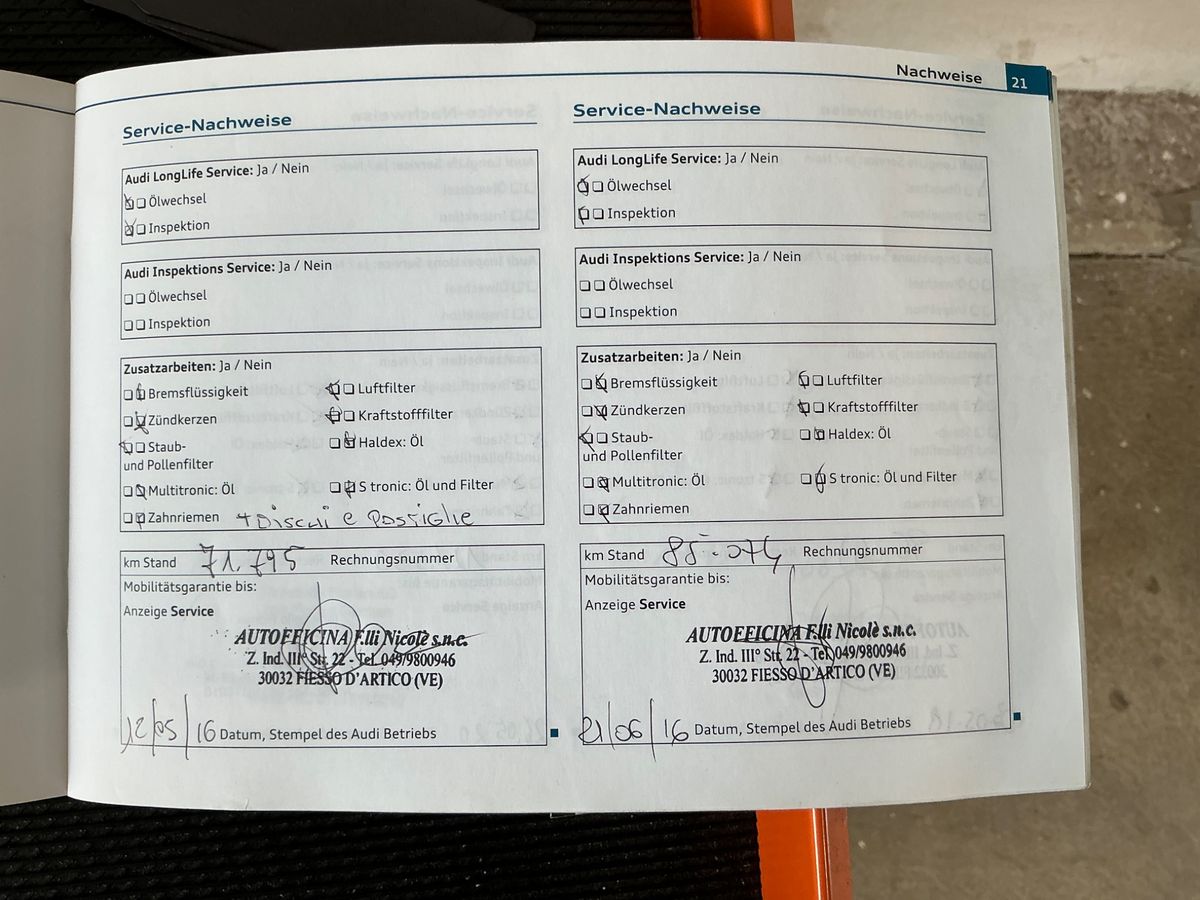 Nachweise 21
Service-Nachweise
Audi LongLife Service: Ja / Nein
Ölwechsel
Inspektion
Audi Inspektions Service: Ja / Nein
Ölwechsel
Inspektion
Zusatzarbeiten: Ja / Nein
Bremsflüssigkeit Luftfilter
Zündkerzen Kraftstofffilter
Staub- Haldex: Öl
und Pollenfilter
Multitronic: Öl S tronic: Öl und Filter
Zahnriemen + Dischi e Pastiglie
km Stand 71.795 Rechnungsnummer
Mobilitätsgarantie bis:
Anzeige Service
AUTOFFICINA F.lli Nicolè s.n.c.
Z. Ind. III° Str. 22 - Tel. 049/9800946
30032 FIESSO D'ARTICO (VE)
12/05/16 Datum, Stempel des Audi Betriebs
Service-Nachweise
Audi LongLife Service: Ja / Nein
Ölwechsel
Inspektion
Audi Inspektions Service: Ja / Nein
Ölwechsel
Inspektion
Zusatzarbeiten: Ja / Nein
Bremsflüssigkeit Luftfilter
Zündkerzen Kraftstofffilter
Staub- Haldex: Öl
und Pollenfilter
Multitronic: Öl S tronic: Öl und Filter
Zahnriemen
km Stand 85.074 Rechnungsnummer
Mobilitätsgarantie bis:
Anzeige Service
AUTOFFICINA F.lli Nicolè s.n.c.
Z. Ind. III° Str. 22 - Tel. 049/9800946
30032 FIESSO D'ARTICO (VE)
21/06/16 Datum, Stempel des Audi Betriebs